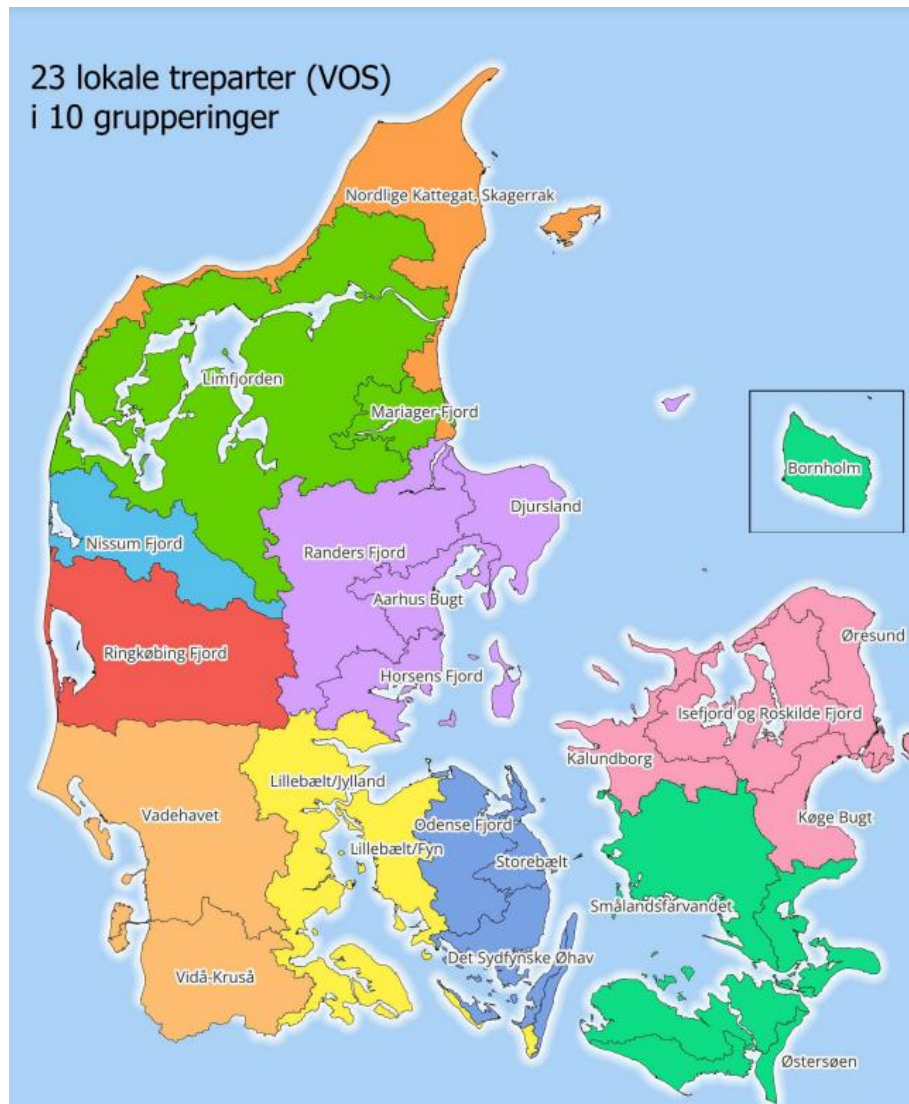 23 lokale treparter (VOS)
i 10 grupperinger
Nordlige Kattegat, Skagerrak
Limfjorden
Mariager Fjord
Bornholm
Djursland
Nissum Fjord
Randers Fjord
Aarhus Bugt
Øresund
Ringkøbing Fjord
Horsens Fjord
Isefjord og Roskilde Fjord
Kalundborg
Lillebælt/Jylland
Vadehavet
Odense Fjord
Køge Bugt
Lillebælt/Fyn
Storebælt
Smålandsfarvandet
Det Sydfynske Øhav
Vidå-Kruså
Østersøen